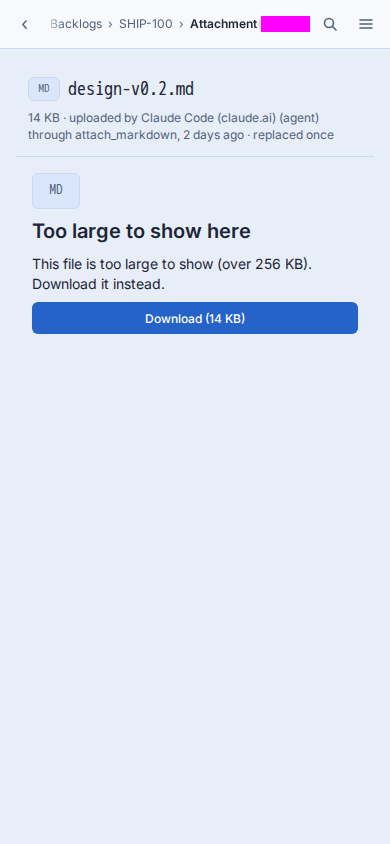 Backlogs › SHIP-100 › Attachment
MD design-v0.2.md
14 KB · uploaded by Claude Code (claude.ai) (agent)
through attach_markdown, 2 days ago · replaced once
MD
Too large to show here
This file is too large to show (over 256 KB).
Download it instead.
Download (14 KB)